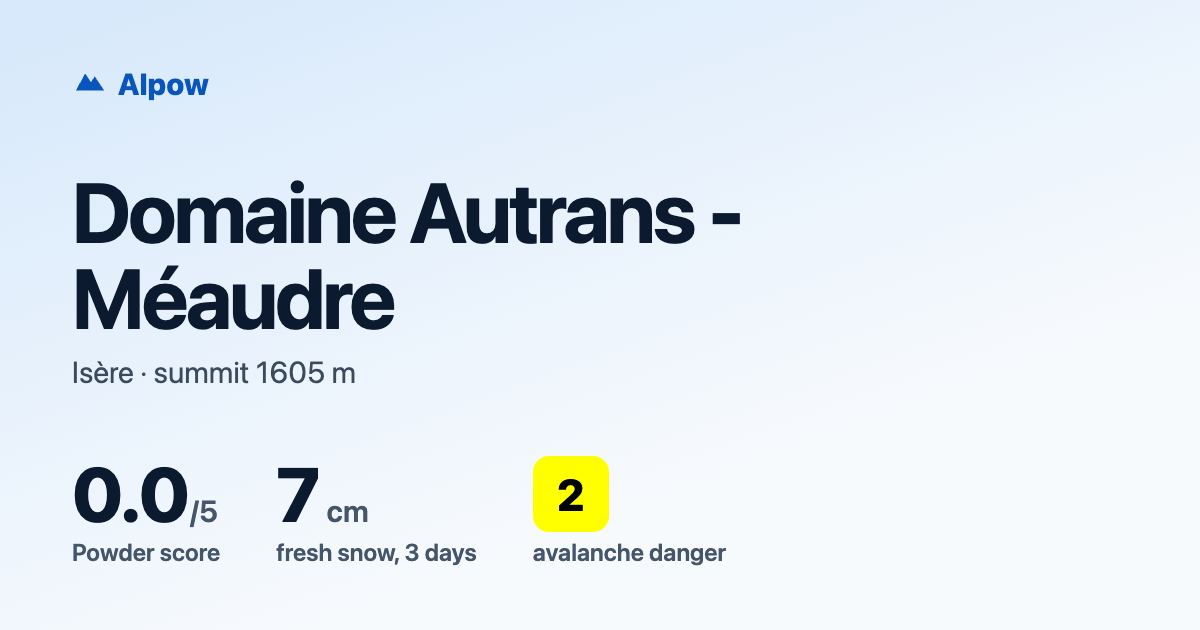 Alpow
Domaine Autrans -
Méaudre
Isère · summit 1605 m
0.0/5
Powder score
7 cm
fresh snow, 3 days
2
avalanche danger